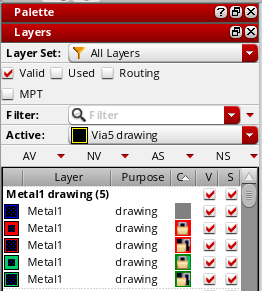 Palette
Layers
Layer Set: All Layers
Valid Used Routing
MPT
Filter: Filter
Active: Via5 drawing
AV NV AS NS
Layer Purpose C V S
Metal1 drawing (5)
Metal1 drawing
Metal1 drawing
Metal1 drawing
Metal1 drawing
Metal1 drawing